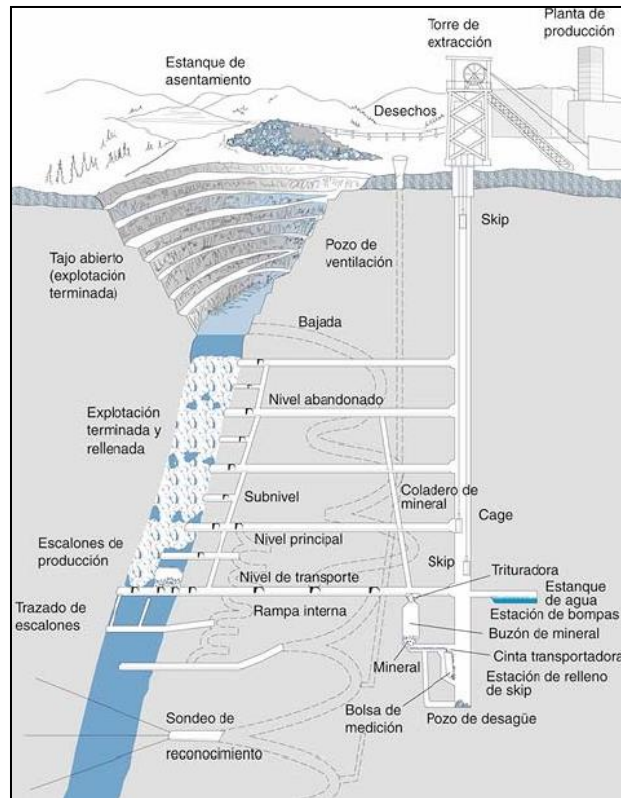 Torre de
extracción
Planta de
producción
Estanque de
asentamiento
Desechos
Skip
Tajo abierto
(explotación
terminada)
Pozo de
ventilación
Bajada
Nivel abandonado
Explotación
terminada y
rellenada
Subnivel
Coladero de
mineral
Cage
Nivel principal
Escalones de
producción
Skip
Nivel de transporte
Trituradora
Estanque
de agua
Trazado de
escalones
Rampa interna
Estación de bompas
Buzón de mineral
Mineral
Cinta transportadora
Estación de relleno
de skip
Bolsa de
medición
Pozo de desagüe
Sondeo de
reconocimiento